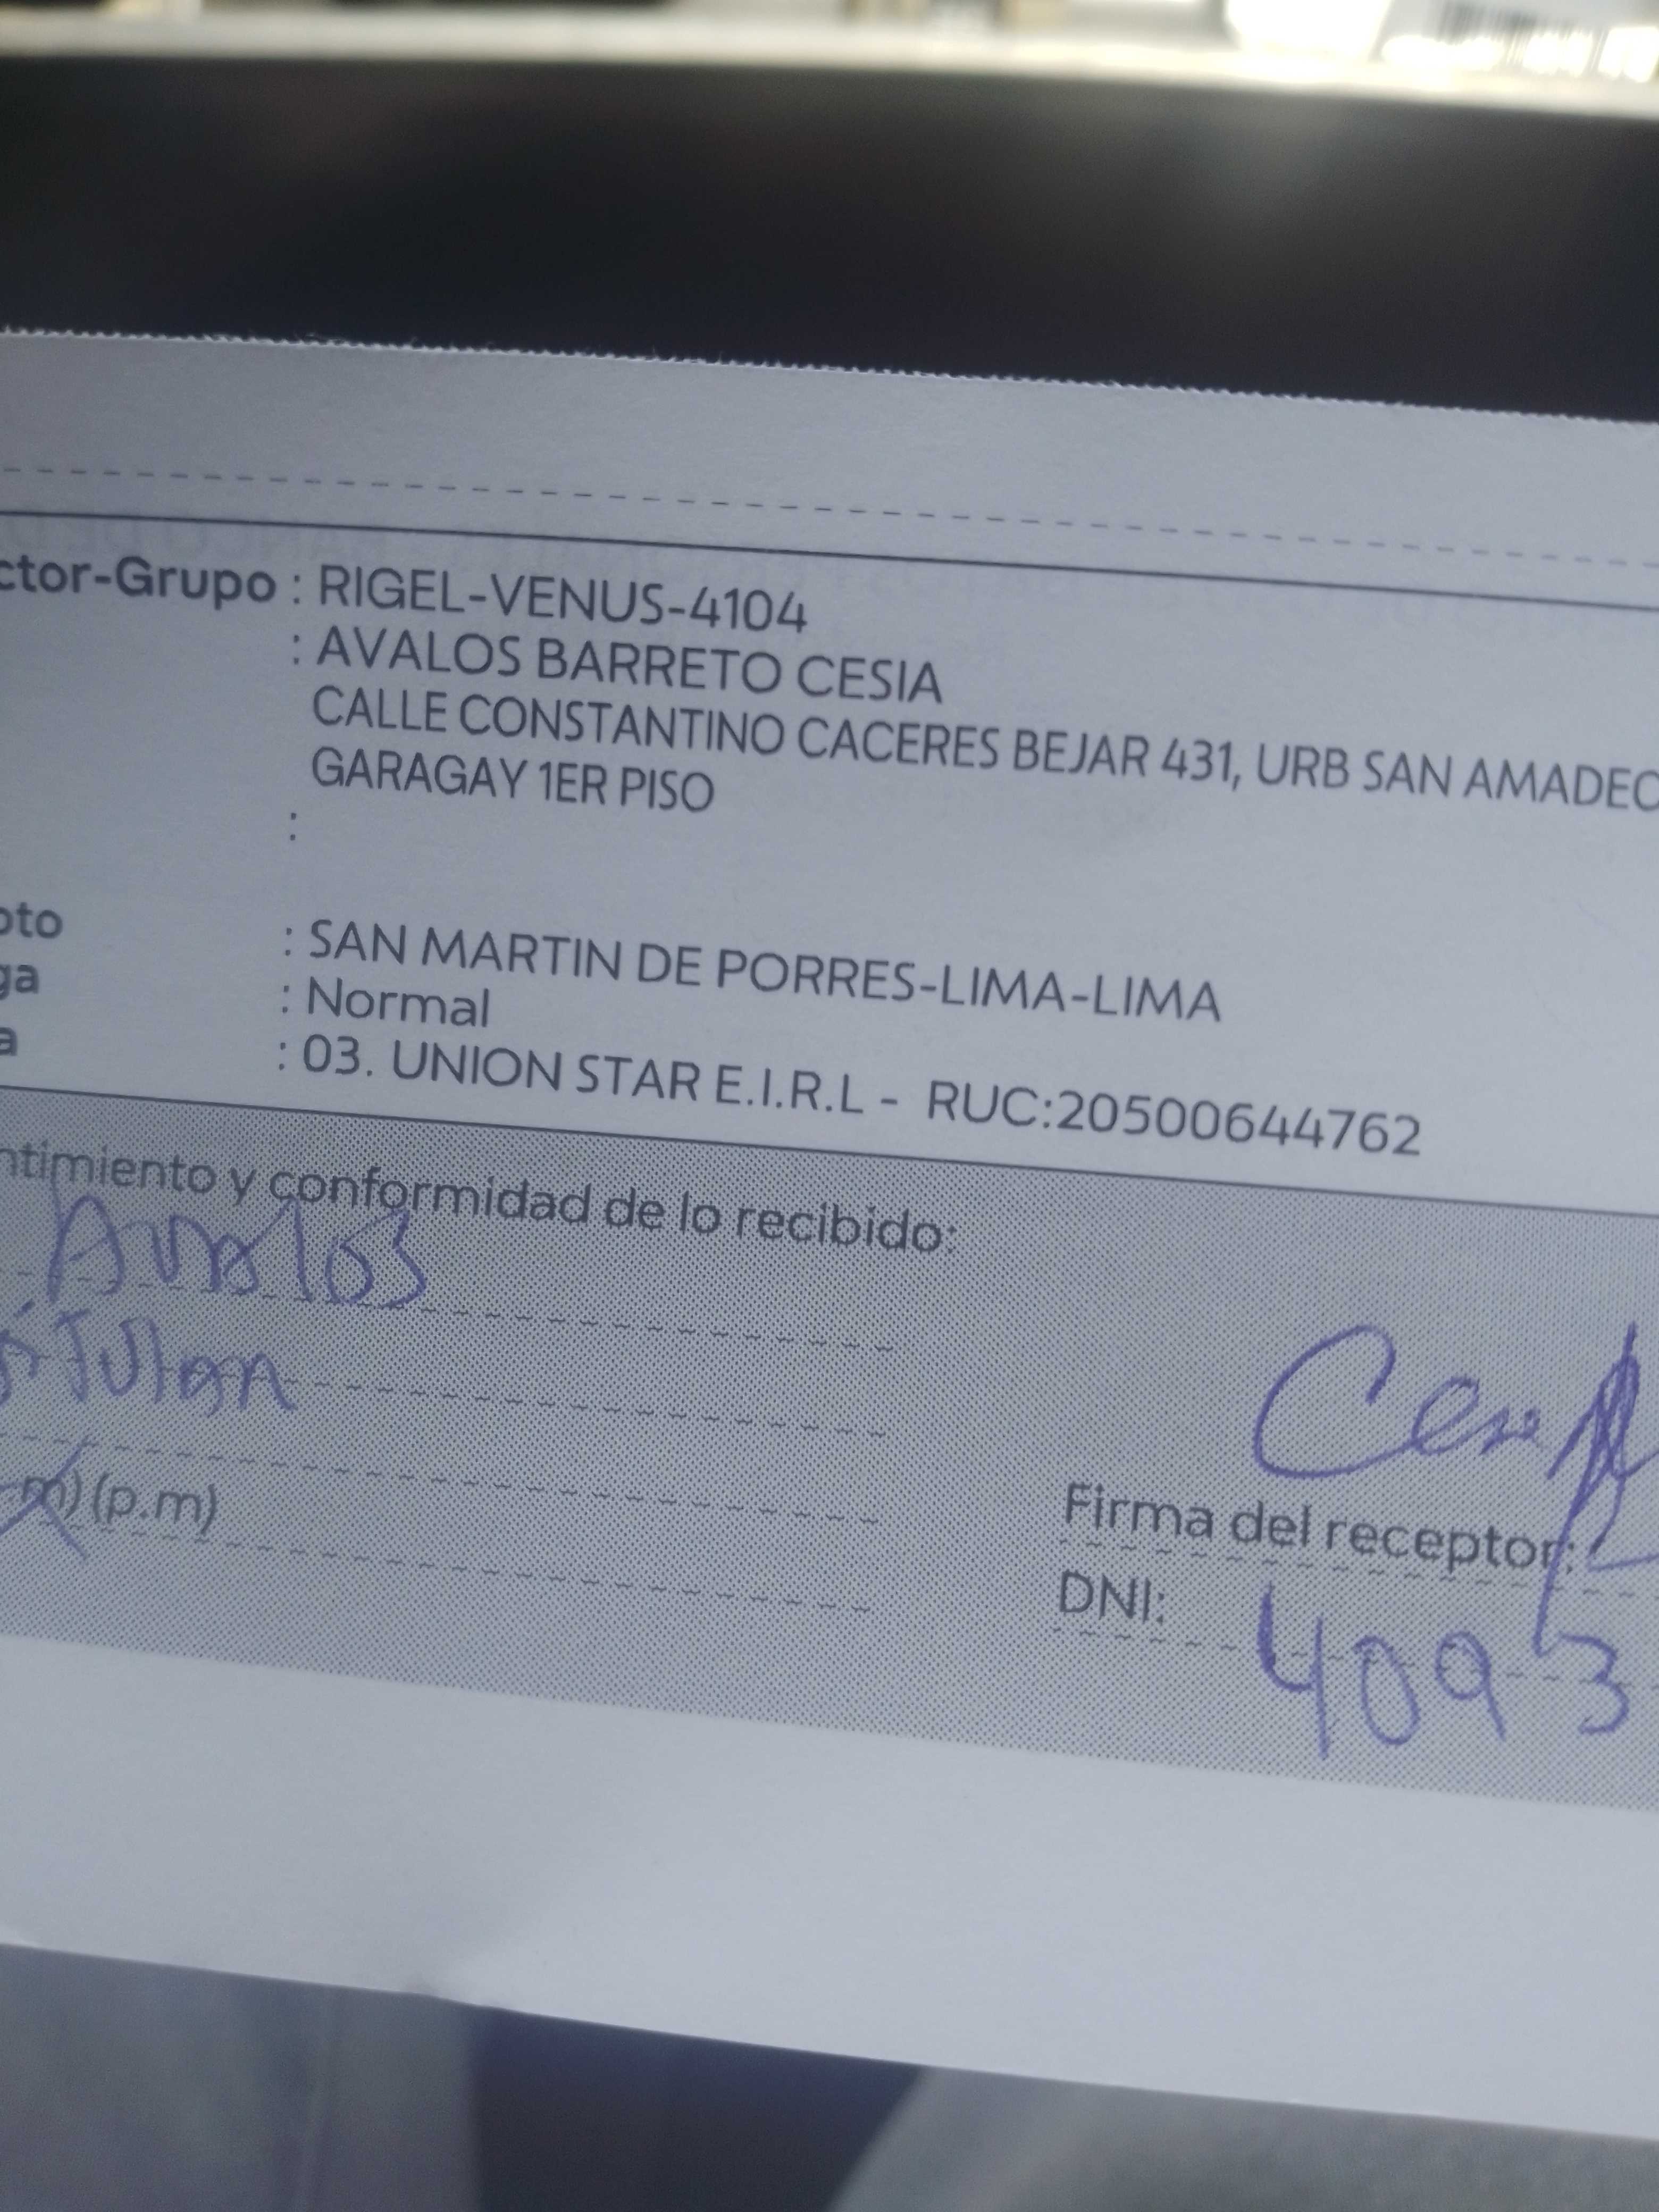 ctor-Grupo : RIGEL-VENUS-4104
: AVALOS BARRETO CESIA
CALLE CONSTANTINO CACERES BEJAR 431, URB SAN AMADEO
GARAGAY 1ER PISO
:
oto : SAN MARTIN DE PORRES-LIMA-LIMA
ga : Normal
a : 03. UNION STAR E.I.R.L - RUC:20500644762
ntimiento y conformidad de lo recibido:
Avalos
m) (p.m)
Firma del receptor:
DNI: 4093